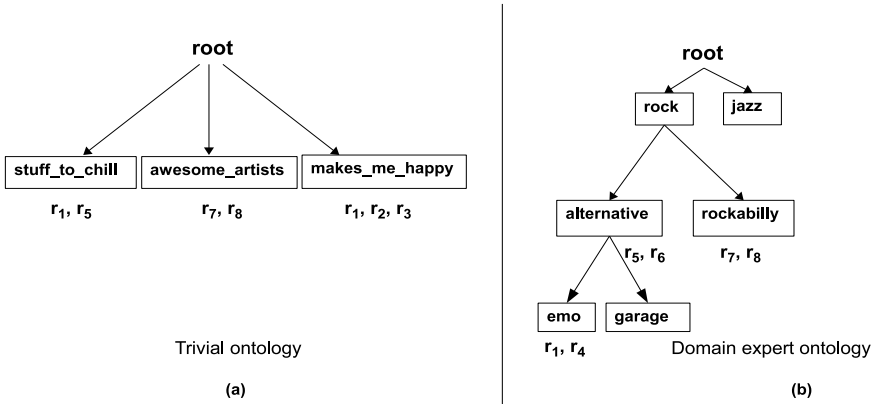 root
stuff_to_chill awesome_artists makes_me_happy
r1, r5 r7, r8 r1, r2, r3
Trivial ontology
(a)
root
rock jazz
alternative rockabilly
r5, r6 r7, r8
emo garage
r1, r4
Domain expert ontology
(b)